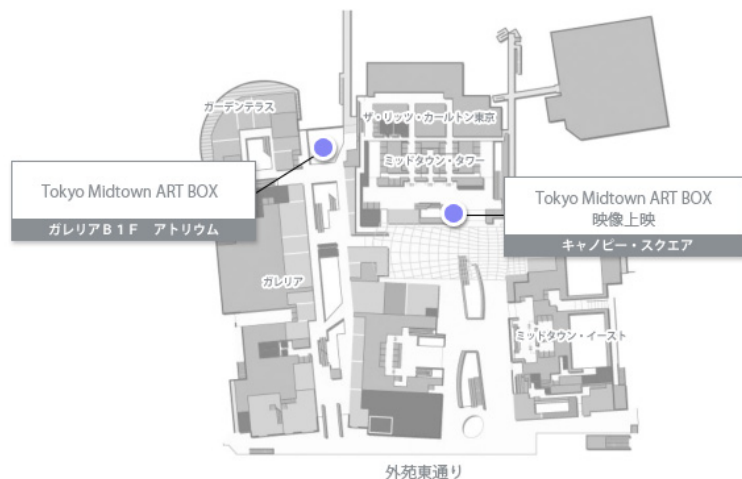 ガーデンテラス
ザ・リッツ・カールトン東京
ミッドタウン・タワー
Tokyo Midtown ART BOX
ガレリアB1F アトリウム
Tokyo Midtown ART BOX
映像上映
キャノピー・スクエア
ガレリア
ミッドタウン・イースト
外苑東通り